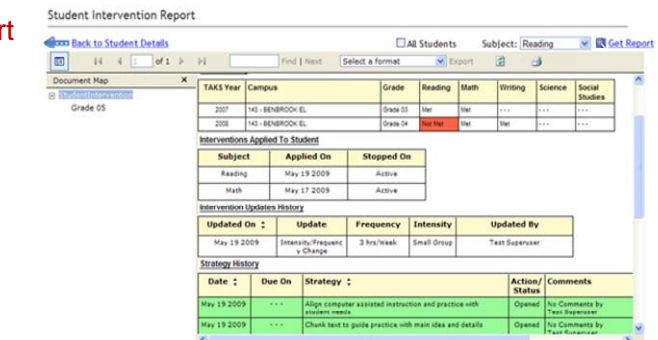 Student Intervention Report
rt
Back to Student Details All Students Subject: Reading Get Report
1 of 1 Find | Next Select a format Export
Document Map x
StudentIntervention
Grade 05
TAKS Year Campus Grade Reading Math Writing Science Social Studies
2007 143 - BENBROOK EL Grade 03 Met Met - - - - - - - - -
2008 143 - BENBROOK EL Grade 04 Not Met Met Met - - - - - -
Interventions Applied To Student
Subject Applied On Stopped On
Reading May 19 2009 Active
Math May 17 2009 Active
Intervention Updates History
Updated On Update Frequency Intensity Updated By
May 19 2009 Intensity/Frequenc y Change 3 hrs/Week Small Group Test Superuser
Strategy History
Date Due On Strategy Action/ Status Comments
May 19 2009 - - - Align computer assisted instruction and practice with student needs Opened No Comments by Test Superuser
May 19 2009 - - - Chunk text to guide practice with main idea and details Opened No Comments by Test Superuser